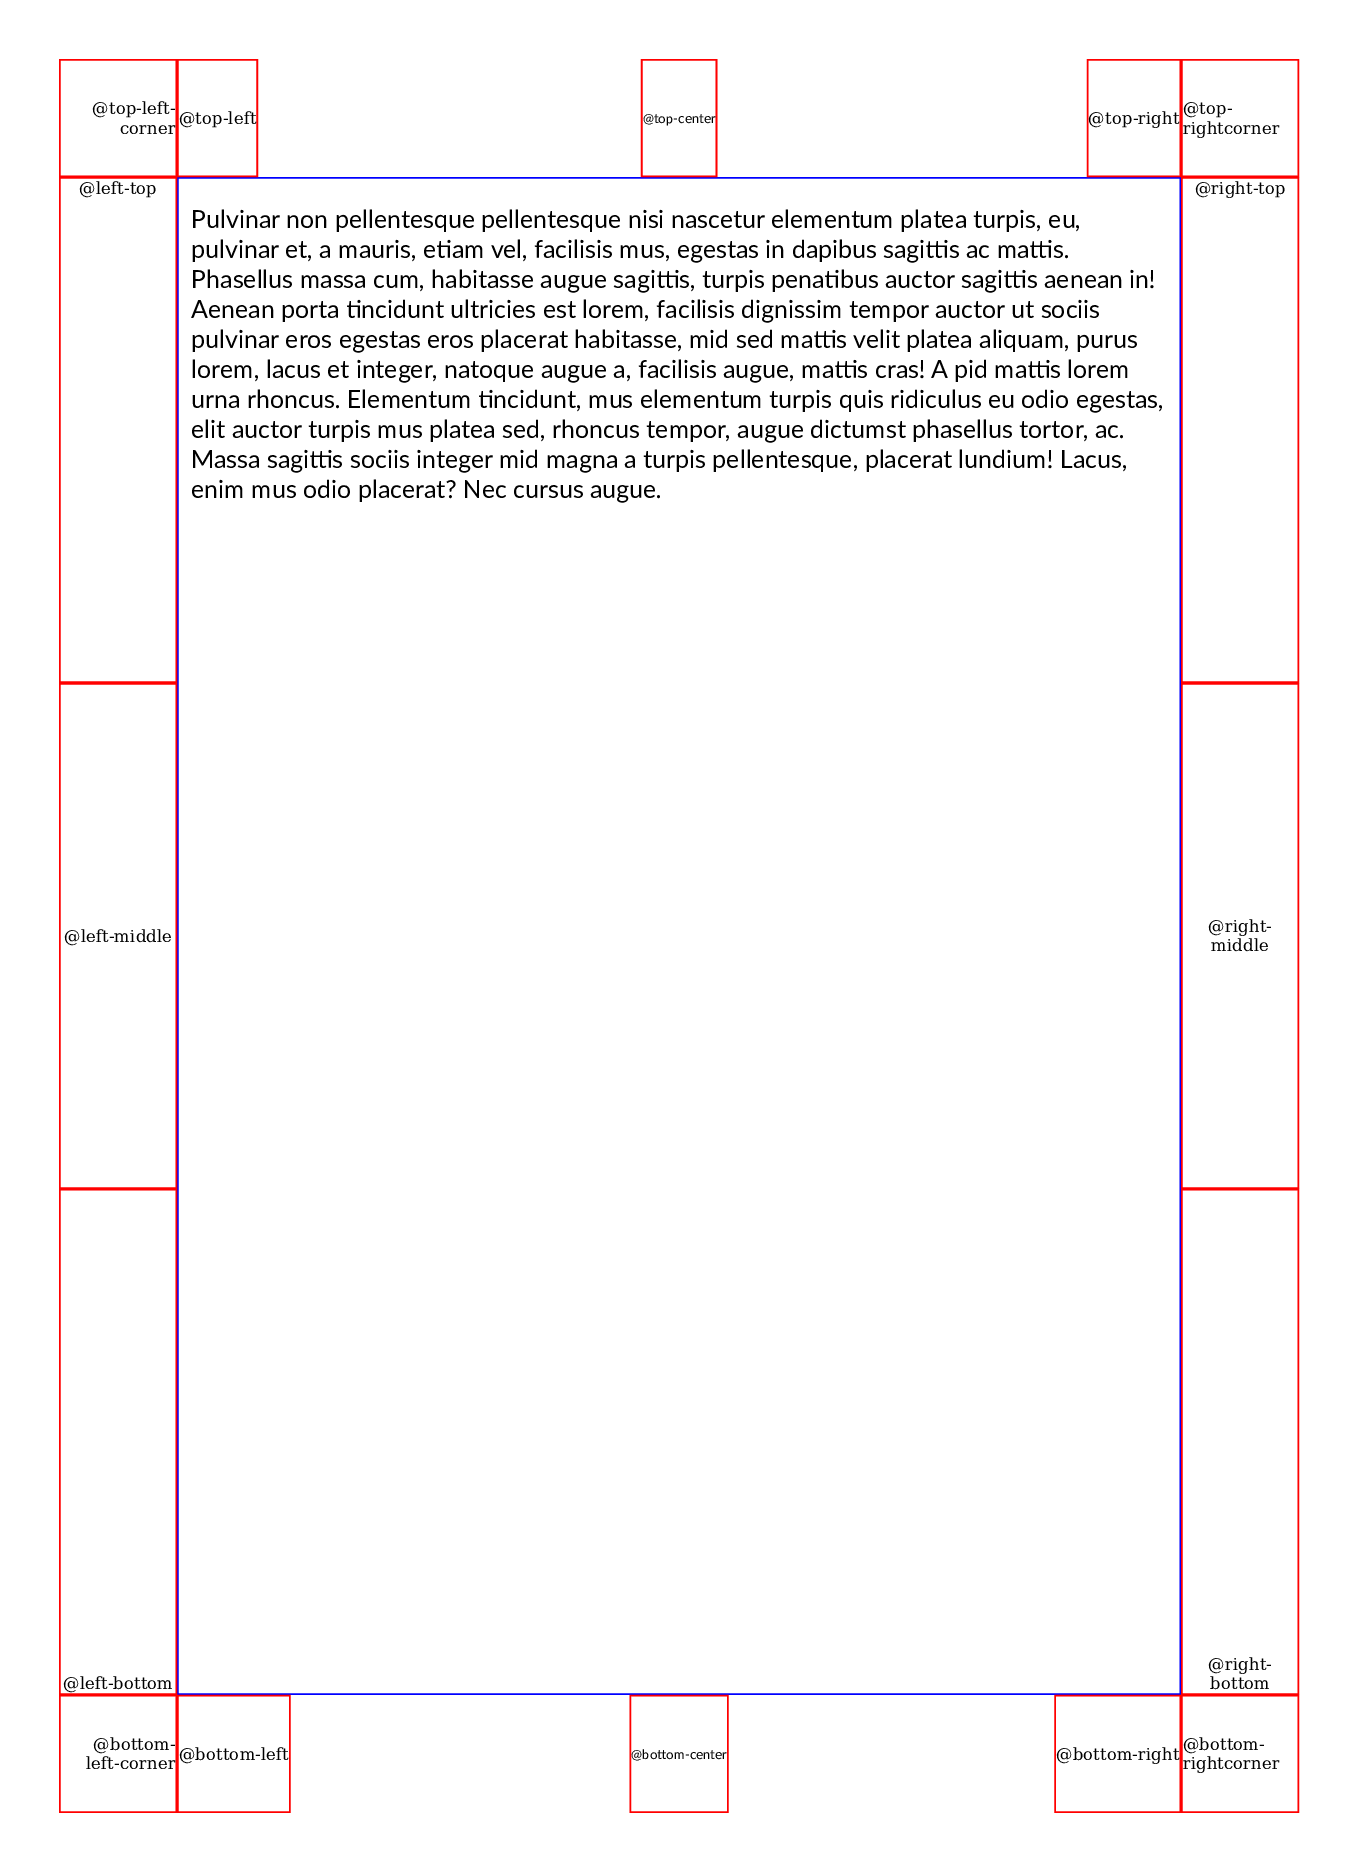 @top-left-
corner
@top-left
@top-center
@top-right
@top-
rightcorner
@left-top
@right-top
Pulvinar non pellentesque pellentesque nisi nascetur elementum platea turpis, eu,
pulvinar et, a mauris, etiam vel, facilisis mus, egestas in dapibus sagittis ac mattis.
Phasellus massa cum, habitasse augue sagittis, turpis penatibus auctor sagittis aenean in!
Aenean porta tincidunt ultricies est lorem, facilisis dignissim tempor auctor ut sociis
pulvinar eros egestas eros placerat habitasse, mid sed mattis velit platea aliquam, purus
lorem, lacus et integer, natoque augue a, facilisis augue, mattis cras! A pid mattis lorem
urna rhoncus. Elementum tincidunt, mus elementum turpis quis ridiculus eu odio egestas,
elit auctor turpis mus platea sed, rhoncus tempor, augue dictumst phasellus tortor, ac.
Massa sagittis sociis integer mid magna a turpis pellentesque, placerat lundium! Lacus,
enim mus odio placerat? Nec cursus augue.
@left-middle
@right-
middle
@left-bottom
@right-
bottom
@bottom-
left-corner
@bottom-left
@bottom-center
@bottom-right
@bottom-
rightcorner